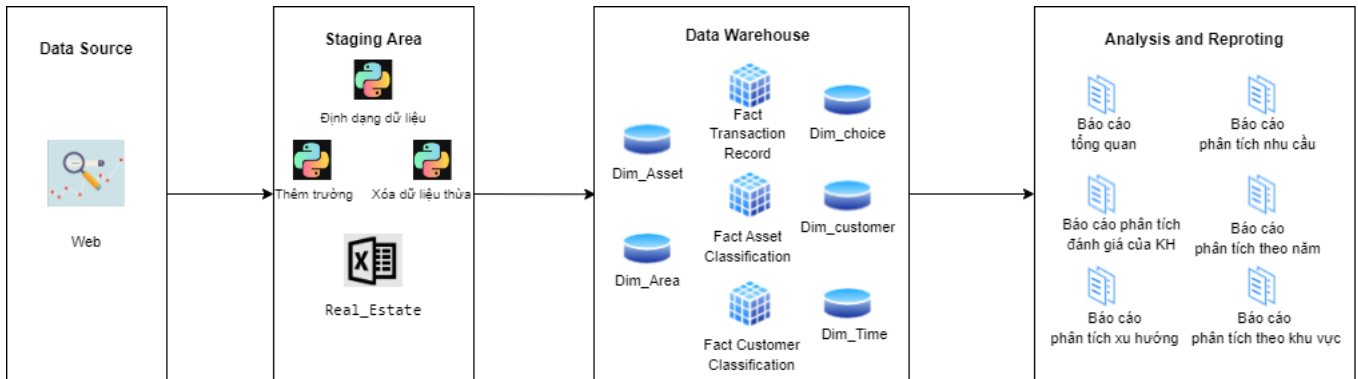 Data Source
Web
Staging Area
Định dạng dữ liệu
Thêm trường
Xóa dữ liệu thừa
Real_Estate
Data Warehouse
Fact
Transaction
Record
Dim_choice
Dim_Asset
Fact Asset
Classification
Dim_customer
Dim_Area
Fact Customer
Classification
Dim_Time
Analysis and Reproting
Báo cáo
tổng quan
Báo cáo
phân tích nhu cầu
Báo cáo phân tích
đánh giá của KH
Báo cáo
phân tích theo năm
Báo cáo
phân tích xu hướng
Báo cáo
phân tích theo khu vực